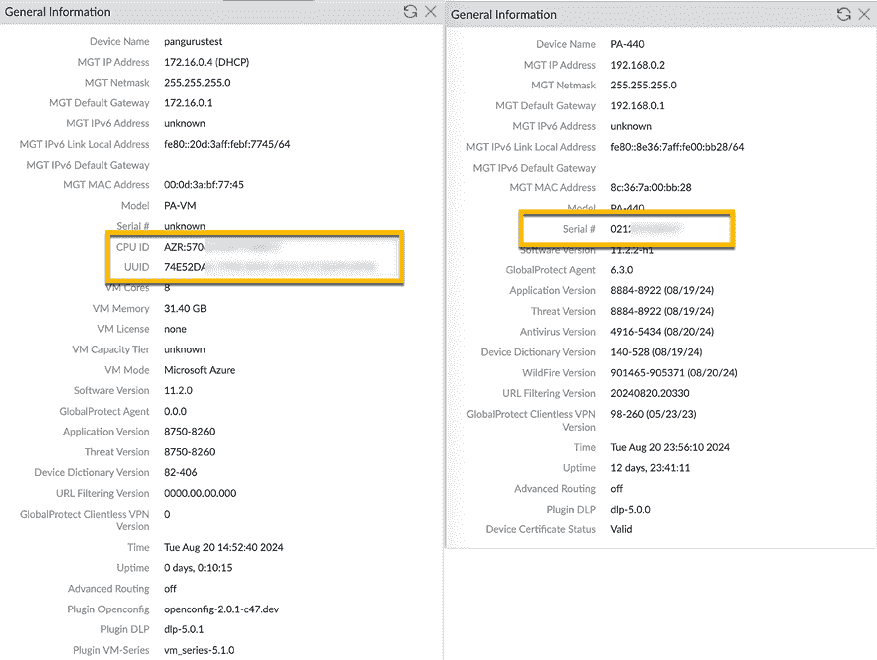 General Information
Device Name pangurustest
MGT IP Address 172.16.0.4 (DHCP)
MGT Netmask 255.255.255.0
MGT Default Gateway 172.16.0.1
MGT IPv6 Address unknown
MGT IPv6 Link Local Address fe80::20d:3aff:febf:7745/64
MGT IPv6 Default Gateway
MGT MAC Address 00:0d:3a:bf:77:45
Model PA-VM
Serial # unknown
CPU ID AZR:570
UUID 74E52DA
VM Cores 8
VM Memory 31.40 GB
VM License none
VM Capacity Tier unknown
VM Mode Microsoft Azure
Software Version 11.2.0
GlobalProtect Agent 0.0.0
Application Version 8750-8260
Threat Version 8750-8260
Device Dictionary Version 82-406
URL Filtering Version 0000.00.00.000
GlobalProtect Clientless VPN 0
Version
Time Tue Aug 20 14:52:40 2024
Uptime 0 days, 0:10:15
Advanced Routing off
Plugin Openconfig openconfig-2.0.1-c47.dev
Plugin DLP dlp-5.0.1
Plugin VM-Series vm_series-5.1.0
General Information
Device Name PA-440
MGT IP Address 192.168.0.2
MGT Netmask 255.255.255.0
MGT Default Gateway 192.168.0.1
MGT IPv6 Address unknown
MGT IPv6 Link Local Address fe80::8e36:7aff:fe00:bb28/64
MGT IPv6 Default Gateway
MGT MAC Address 8c:36:7a:00:bb:28
Model PA-440
Serial # 0212
Software Version 11.2.2-h1
GlobalProtect Agent 6.3.0
Application Version 8884-8922 (08/19/24)
Threat Version 8884-8922 (08/19/24)
Antivirus Version 4916-5434 (08/20/24)
Device Dictionary Version 140-528 (08/19/24)
WildFire Version 901465-905371 (08/20/24)
URL Filtering Version 20240820.20330
GlobalProtect Clientless VPN 98-260 (05/23/23)
Version
Time Tue Aug 20 23:56:10 2024
Uptime 12 days, 23:41:11
Advanced Routing off
Plugin DLP dlp-5.0.0
Device Certificate Status Valid